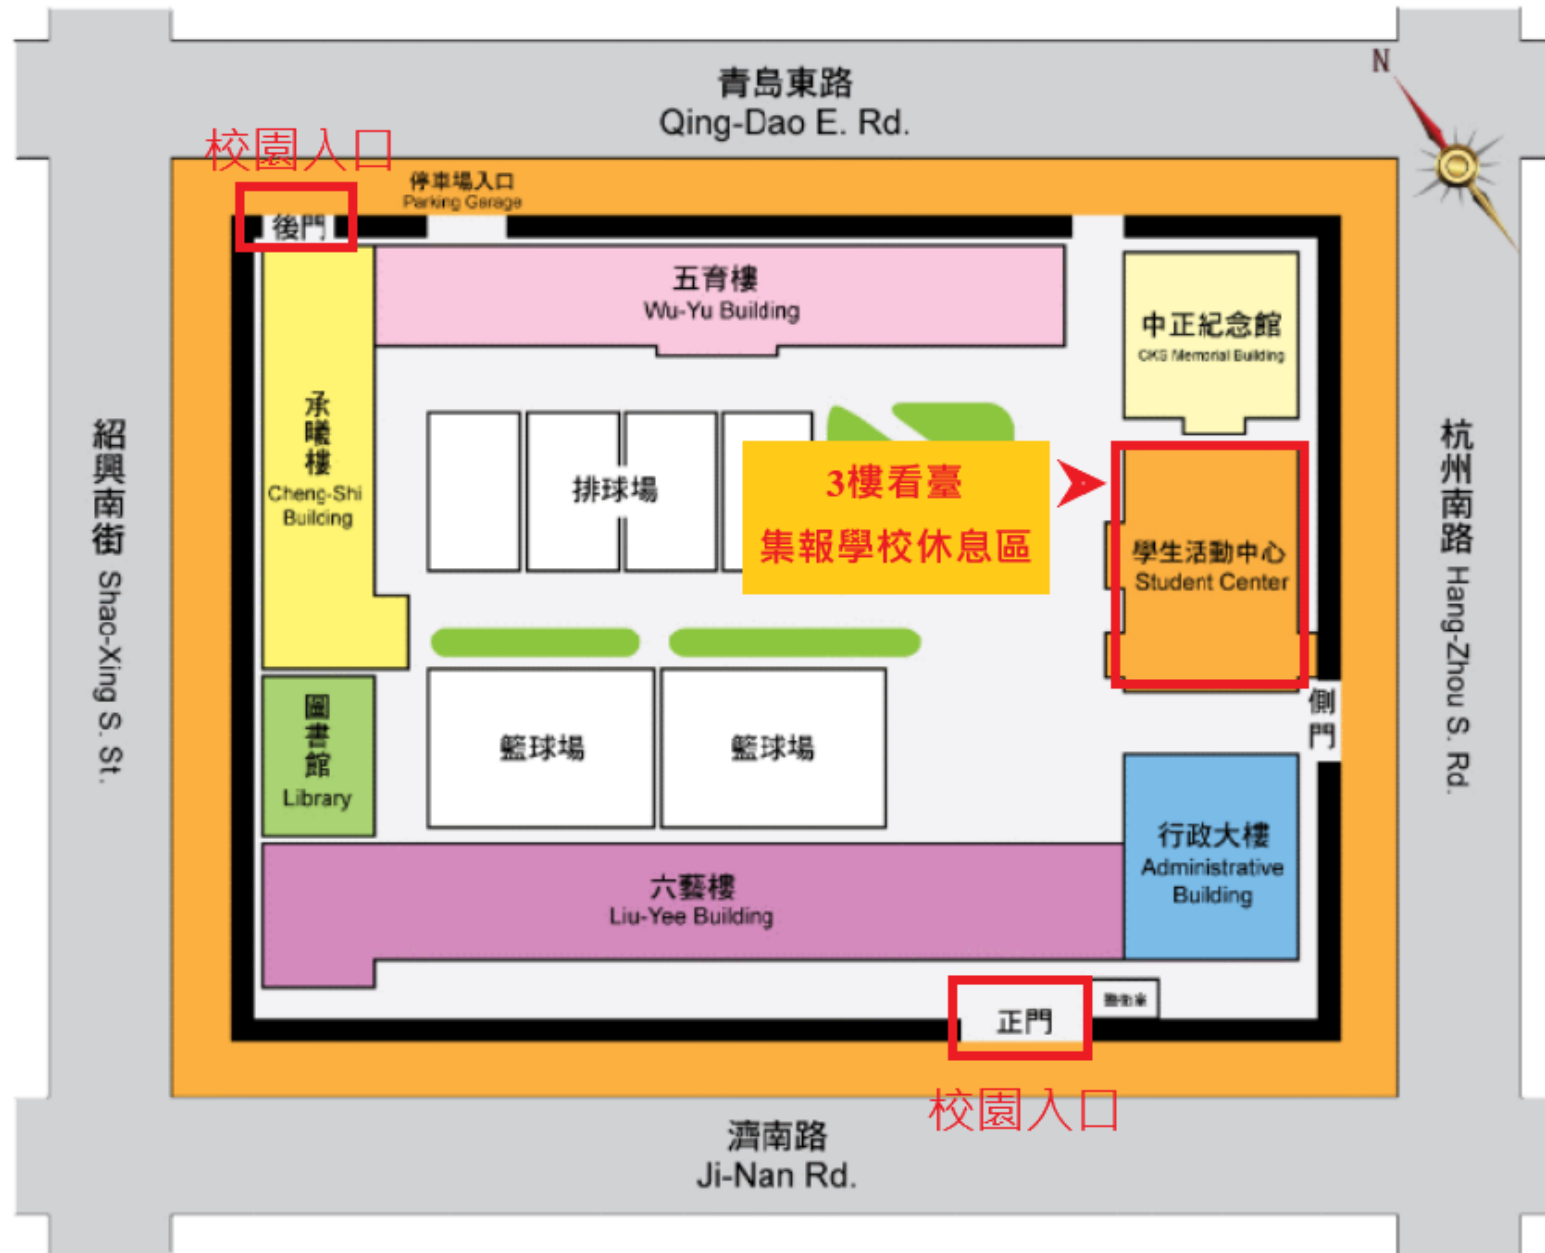 N
青島東路
Qing-Dao E. Rd.
校園入口
停車場入口
Parking Garage
後門
五育樓
Wu-Yu Building
中正紀念館
CKS Memorial Building
承曦樓
Cheng-Shi
Building
排球場
3樓看臺
集報學校休息區
學生活動中心
Student Center
紹興南街 Shao-Xing S. St.
杭州南路 Hang-Zhou S. Rd.
側門
圖書館
Library
籃球場
籃球場
行政大樓
Administrative
Building
六藝樓
Liu-Yee Building
警衛室
正門
校園入口
濟南路
Ji-Nan Rd.